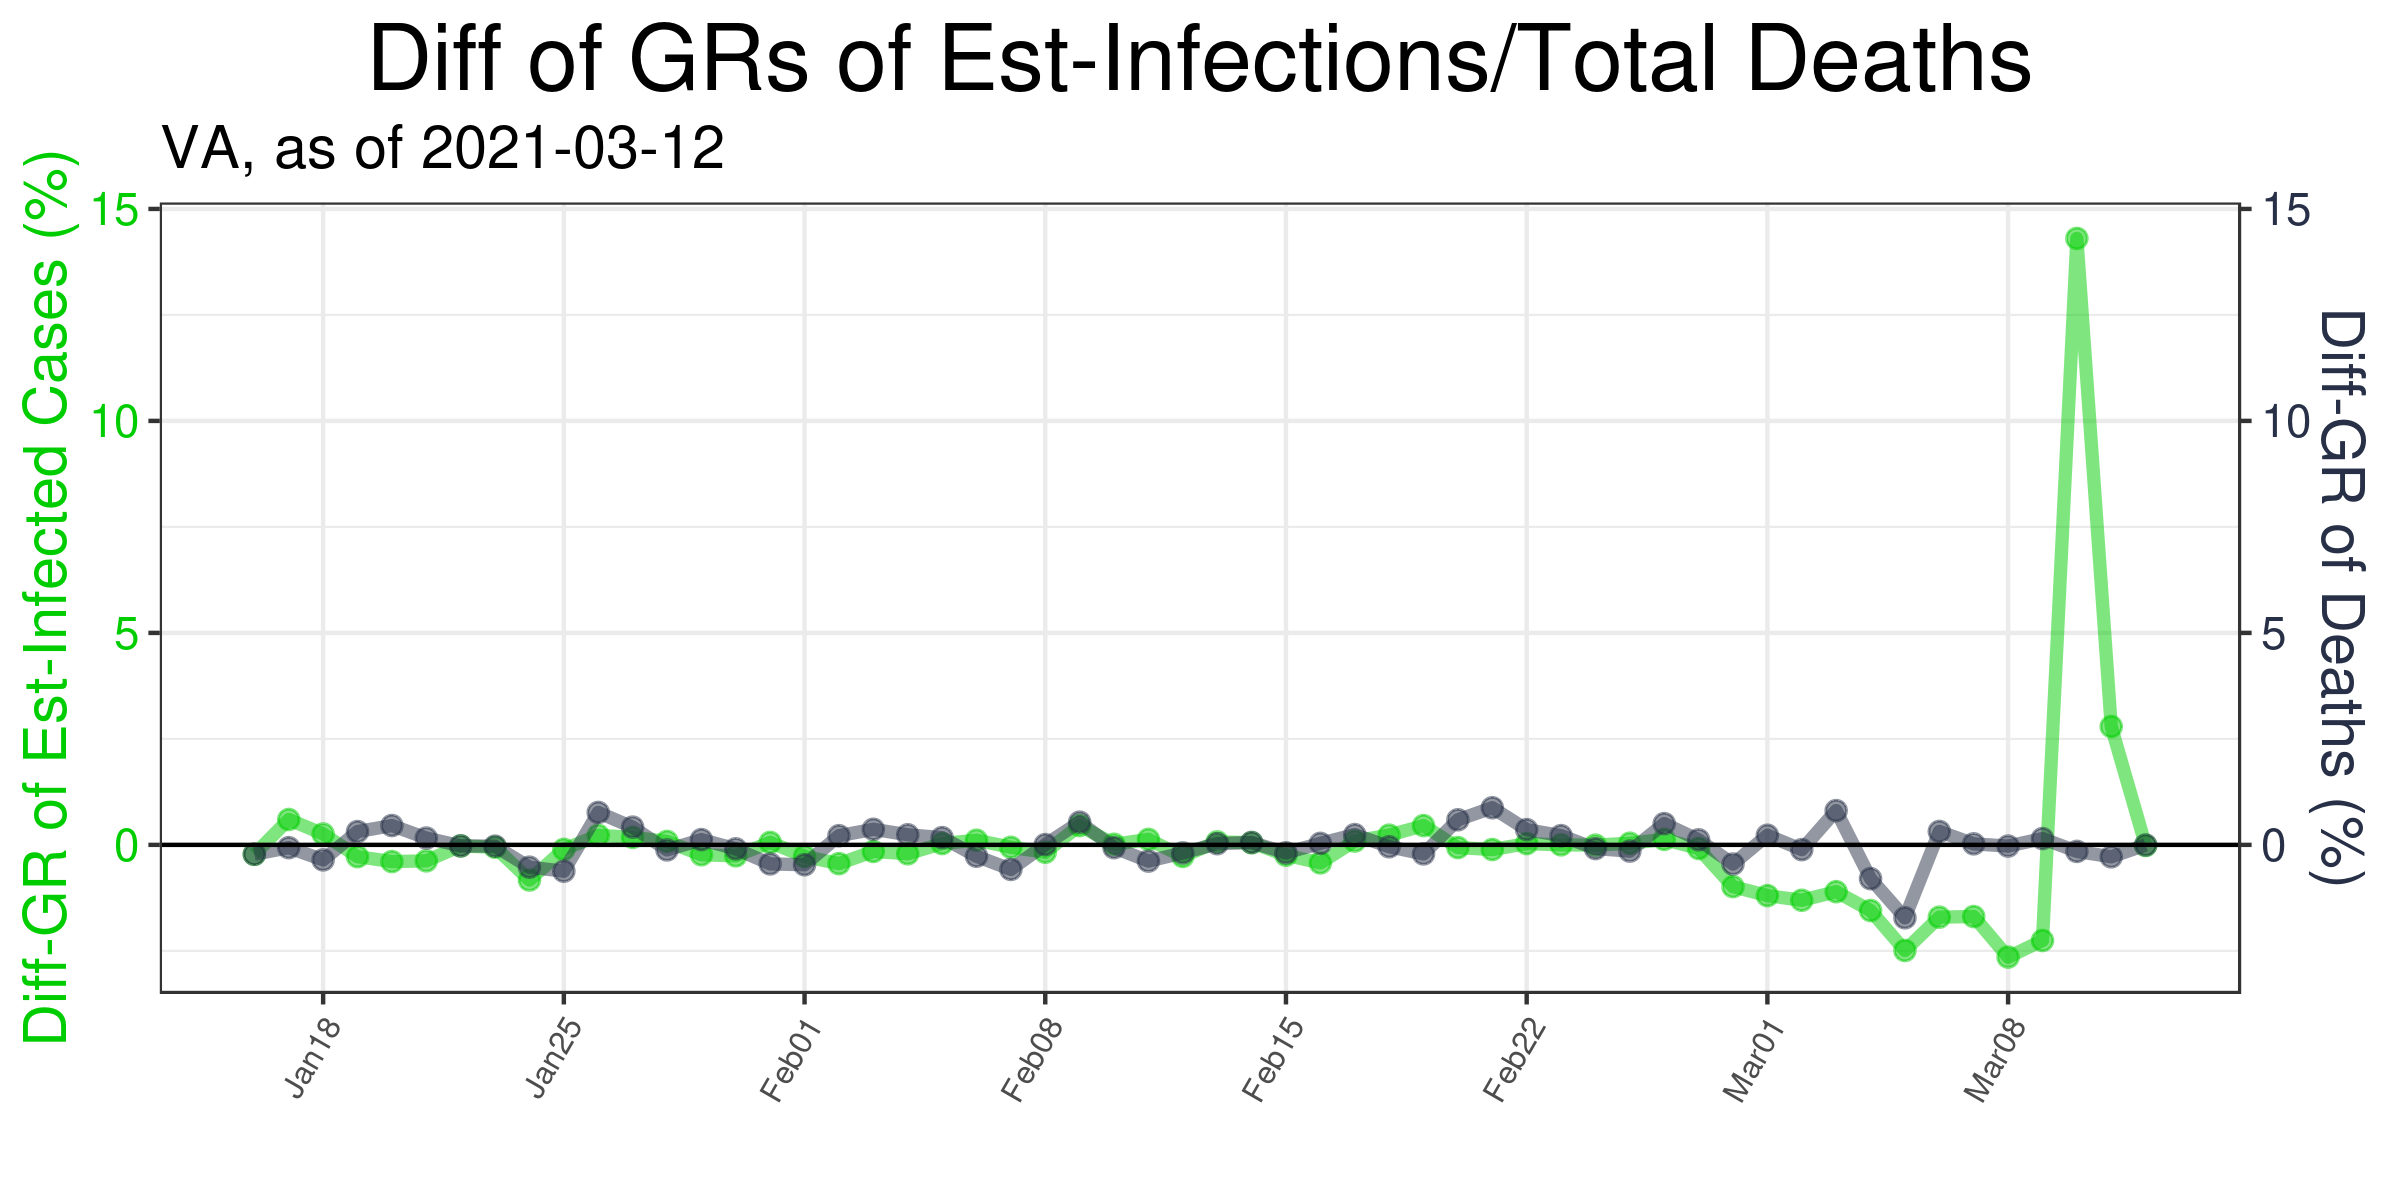 Diff of GRs of Est-Infections/Total Deaths
VA, as of 2021-03-12
Diff-GR of Est-Infected Cases (%)
15
10
5
0
15
10
5
0
Diff-GR of Deaths (%)
Jan18
Jan25
Feb01
Feb08
Feb15
Feb22
Mar01
Mar08